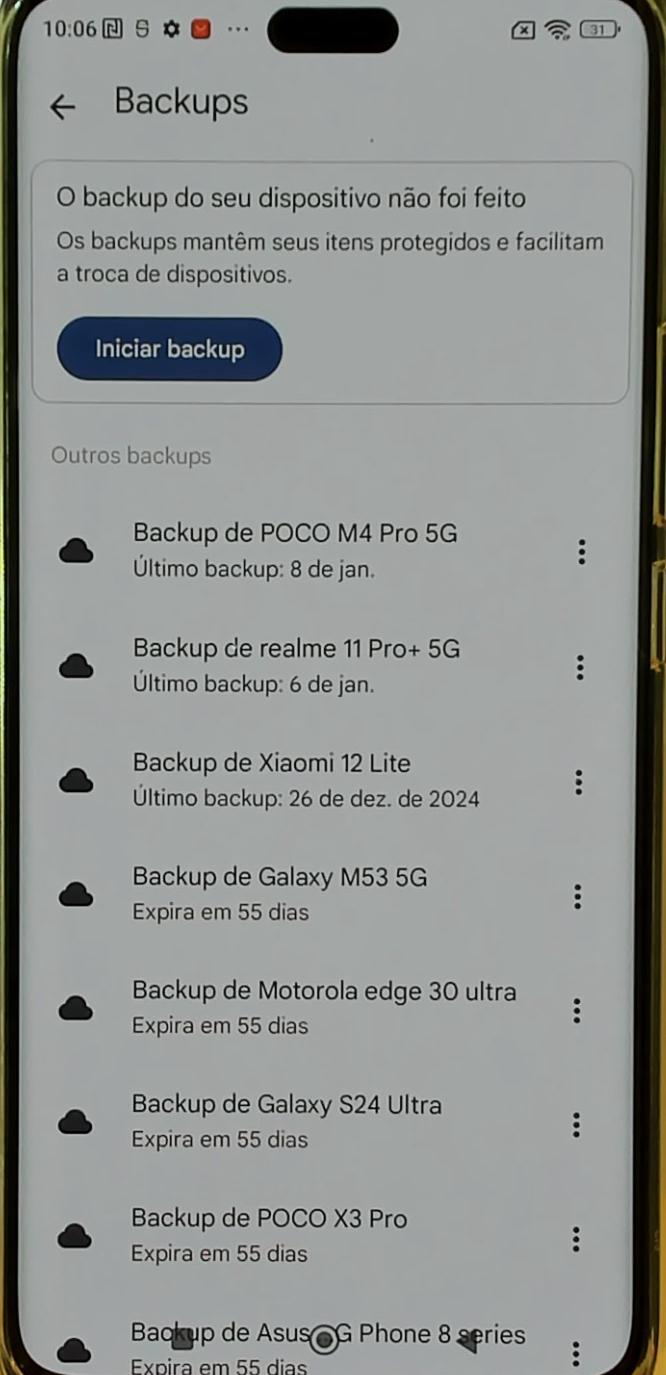 10:06
31
Backups
O backup do seu dispositivo não foi feito
Os backups mantêm seus itens protegidos e facilitam
a troca de dispositivos.
Iniciar backup
Outros backups
Backup de POCO M4 Pro 5G
Último backup: 8 de jan.
Backup de realme 11 Pro+ 5G
Último backup: 6 de jan.
Backup de Xiaomi 12 Lite
Último backup: 26 de dez. de 2024
Backup de Galaxy M53 5G
Expira em 55 dias
Backup de Motorola edge 30 ultra
Expira em 55 dias
Backup de Galaxy S24 Ultra
Expira em 55 dias
Backup de POCO X3 Pro
Expira em 55 dias
Backup de Asus G Phone 8 series
Expira em 55 dias